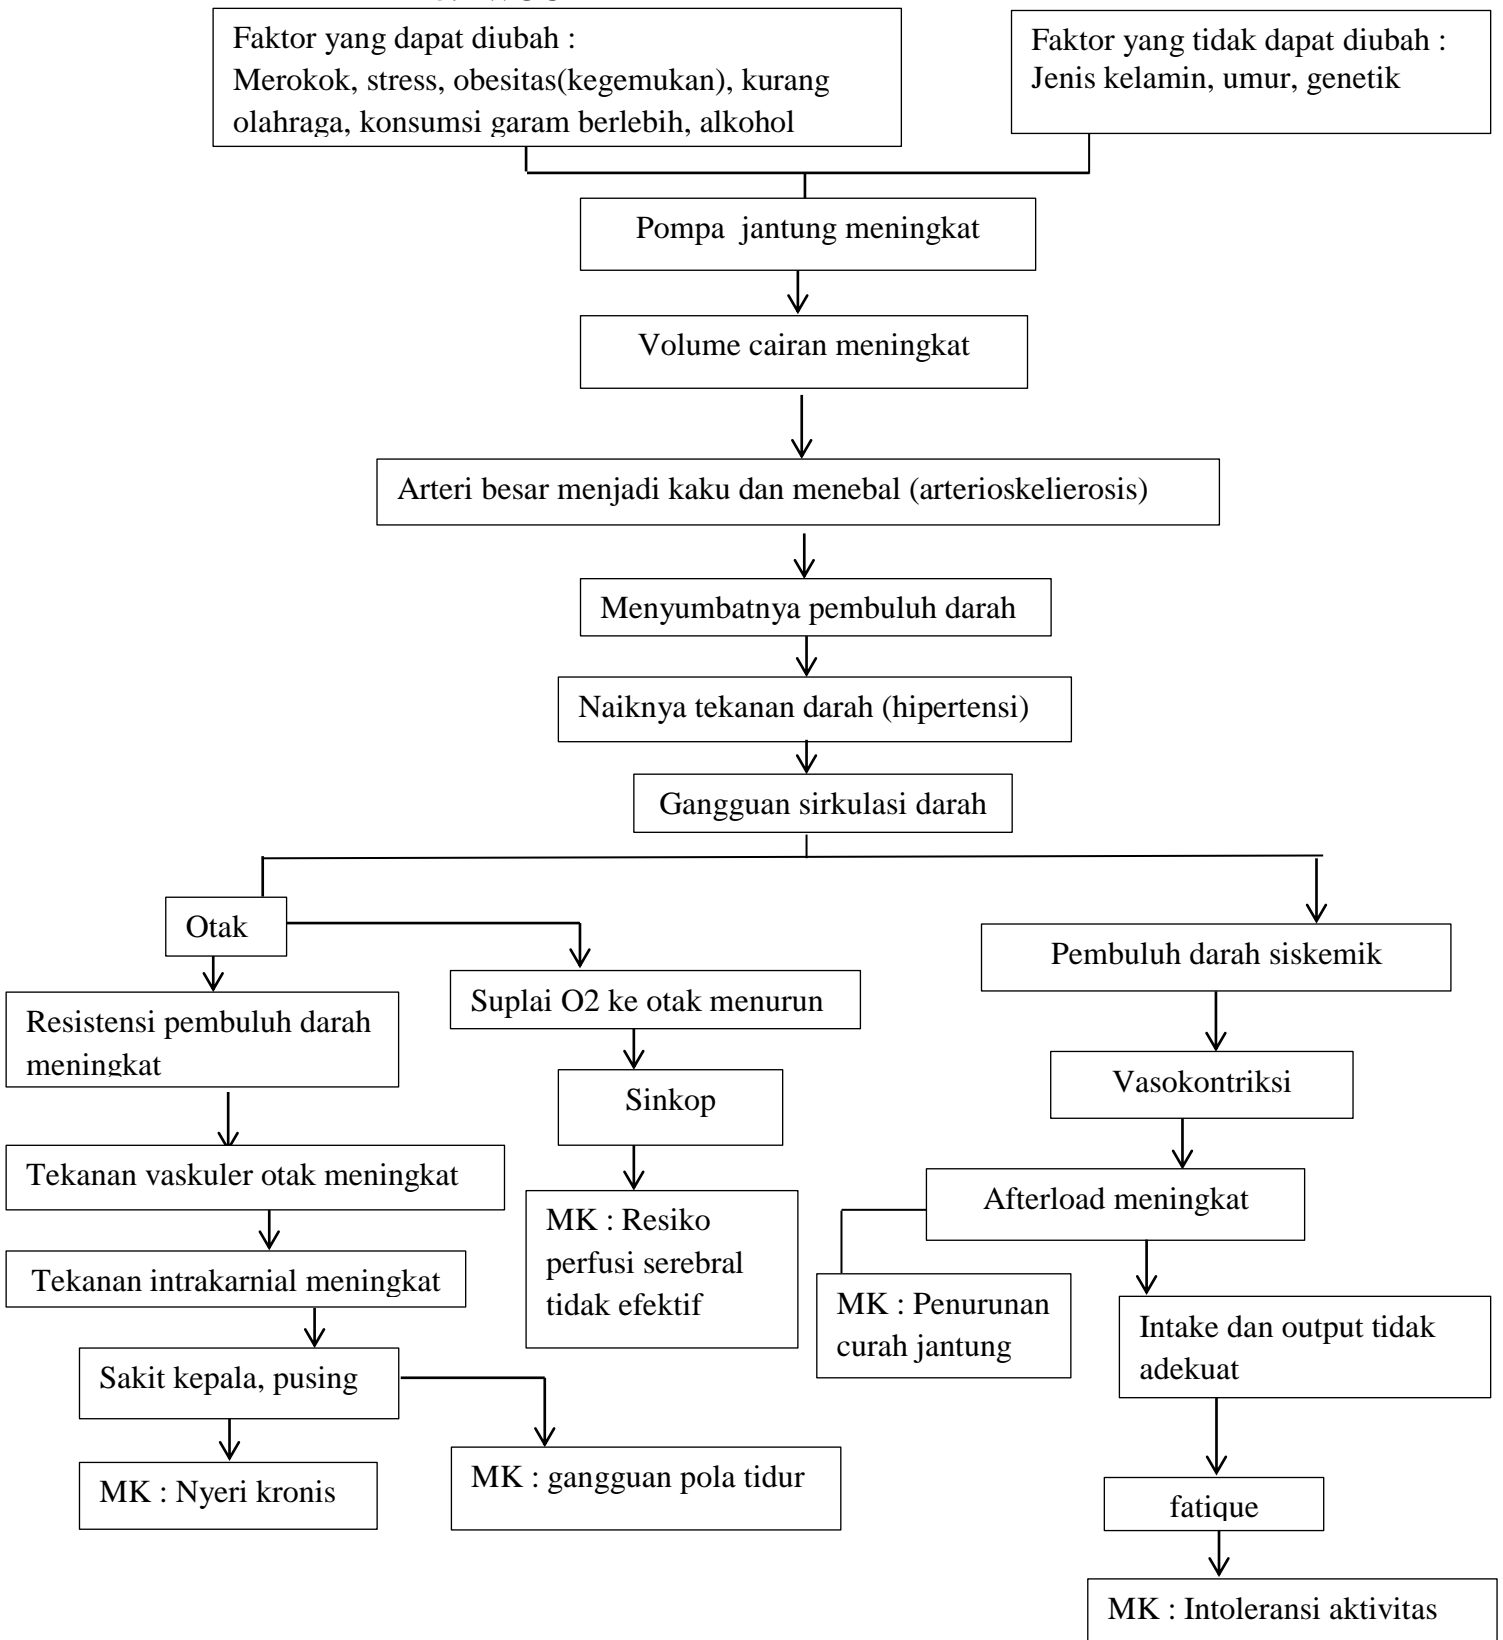 Faktor yang dapat diubah :
Merokok, stress, obesitas(kegemukan), kurang
olahraga, konsumsi garam berlebih, alkohol
Faktor yang tidak dapat diubah :
Jenis kelamin, umur, genetik
Pompa jantung meningkat
Volume cairan meningkat
Arteri besar menjadi kaku dan menebal (arterioskelierosis)
Menyumbatnya pembuluh darah
Naiknya tekanan darah (hipertensi)
Gangguan sirkulasi darah
Otak
Resistensi pembuluh darah
meningkat
Tekanan vaskuler otak meningkat
Tekanan intrakarnial meningkat
Sakit kepala, pusing
MK : Nyeri kronis
MK : gangguan pola tidur
Suplai O2 ke otak menurun
Sinkop
MK : Resiko
perfusi serebral
tidak efektif
Pembuluh darah siskemik
Vasokontriksi
Afterload meningkat
MK : Penurunan
curah jantung
Intake dan output tidak
adekuat
fatique
MK : Intoleransi aktivitas